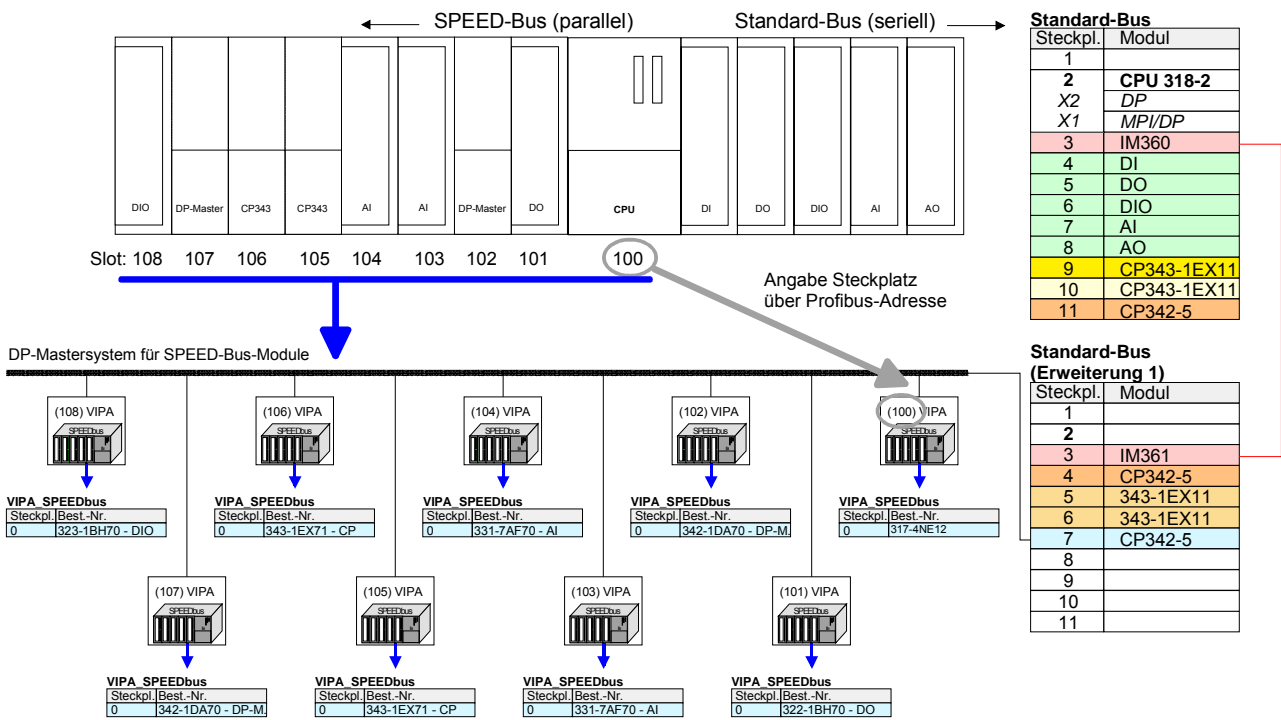 SPEED-Bus (parallel) Standard-Bus (seriell)
DIO DP-Master CP343 CP343 AI AI DP-Master DO CPU DI DO DIO AI AO
Slot: 108 107 106 105 104 103 102 101 100
Angabe Steckplatz
über Profibus-Adresse
DP-Mastersystem für SPEED-Bus-Module
(108) VIPA (106) VIPA (104) VIPA (102) VIPA (100) VIPA
SPEEDbus SPEEDbus SPEEDbus SPEEDbus SPEEDbus
VIPA_SPEEDbus VIPA_SPEEDbus VIPA_SPEEDbus VIPA_SPEEDbus VIPA_SPEEDbus
Steckpl. Best.-Nr. Steckpl. Best.-Nr. Steckpl. Best.-Nr. Steckpl. Best.-Nr. Steckpl. Best.-Nr.
0 323-1BH70 - DIO 0 343-1EX71 - CP 0 331-7AF70 - AI 0 342-1DA70 - DP-M. 0 317-4NE12
(107) VIPA (105) VIPA (103) VIPA (101) VIPA
SPEEDbus SPEEDbus SPEEDbus SPEEDbus
VIPA_SPEEDbus VIPA_SPEEDbus VIPA_SPEEDbus VIPA_SPEEDbus
Steckpl. Best.-Nr. Steckpl. Best.-Nr. Steckpl. Best.-Nr. Steckpl. Best.-Nr.
0 342-1DA70 - DP-M. 0 343-1EX71 - CP 0 331-7AF70 - AI 0 322-1BH70 - DO
Standard-Bus
Steckpl. Modul
1
2 CPU 318-2
X2 DP
X1 MPI/DP
3 IM360
4 DI
5 DO
6 DIO
7 AI
8 AO
9 CP343-1EX11
10 CP343-1EX11
11 CP342-5
Standard-Bus
(Erweiterung 1)
Steckpl. Modul
1
2
3 IM361
4 CP342-5
5 343-1EX11
6 343-1EX11
7 CP342-5
8
9
10
11